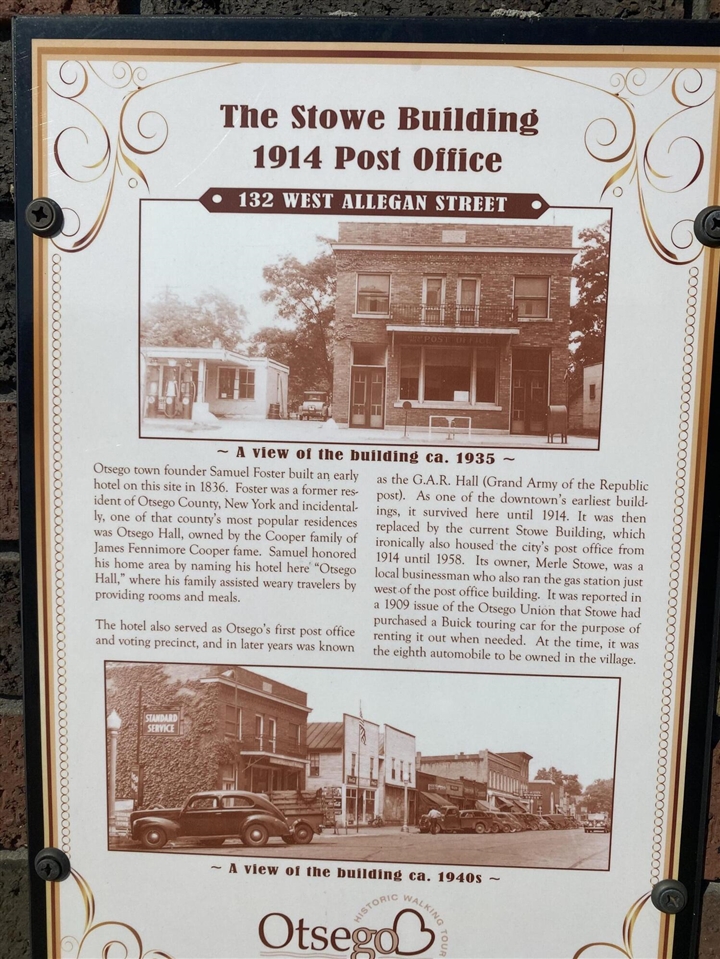 The Stowe Building
1914 Post Office
132 WEST ALLEGAN STREET
POST OFFICE
~ A view of the building ca. 1935 ~
Otsego town founder Samuel Foster built an early
hotel on this site in 1836. Foster was a former res-
ident of Otsego County, New York and incidental-
ly, one of that county's most popular residences
was Otsego Hall, owned by the Cooper family of
James Fennimore Cooper fame. Samuel honored
his home area by naming his hotel here "Otsego
Hall," where his family assisted weary travelers by
providing rooms and meals.
The hotel also served as Otsego's first post office
and voting precinct, and in later years was known
as the G.A.R. Hall (Grand Army of the Republic
post). As one of the downtown's earliest build-
ings, it survived here until 1914. It was then
replaced by the current Stowe Building, which
ironically also housed the city's post office from
1914 until 1958. Its owner, Merle Stowe, was a
local businessman who also ran the gas station just
west of the post office building. It was reported in
a 1909 issue of the Otsego Union that Stowe had
purchased a Buick touring car for the purpose of
renting it out when needed. At the time, it was
the eighth automobile to be owned in the village.
STANDARD
SERVICE
~ A view of the building ca. 1940s ~
HISTORIC WALKING TOUR
Otsego